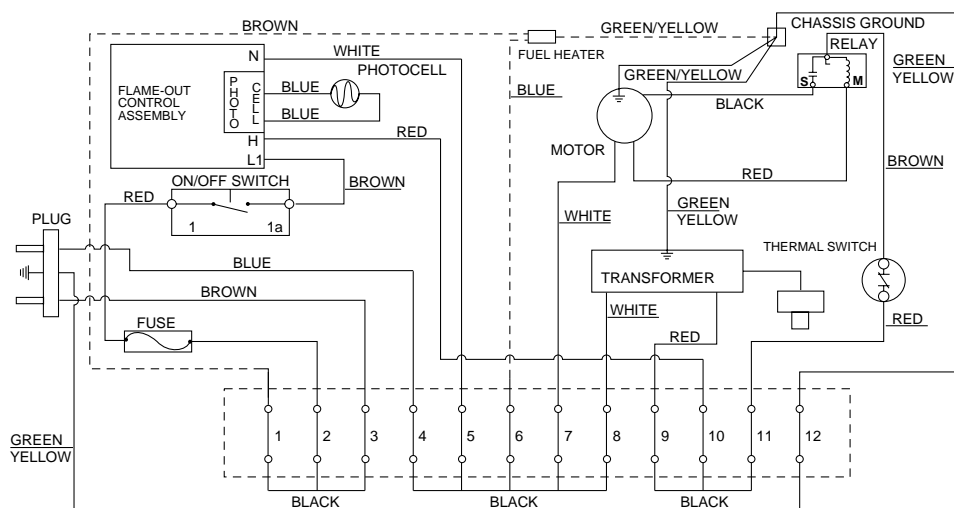 BROWN
GREEN/YELLOW
CHASSIS GROUND
RELAY
FUEL HEATER
GREEN
YELLOW
N
WHITE
PHOTOCELL
GREEN/YELLOW
S
M
FLAME-OUT
CONTROL
ASSEMBLY
PHOTO
CELL
BLUE
BLUE
BLUE
BLACK
H
RED
L1
MOTOR
BROWN
ON/OFF SWITCH
BROWN
RED
RED
1
1a
GREEN
YELLOW
WHITE
PLUG
THERMAL SWITCH
BLUE
TRANSFORMER
BROWN
WHITE
RED
FUSE
RED
1
2
3
4
5
6
7
8
9
10
11
12
GREEN
YELLOW
BLACK
BLACK
BLACK